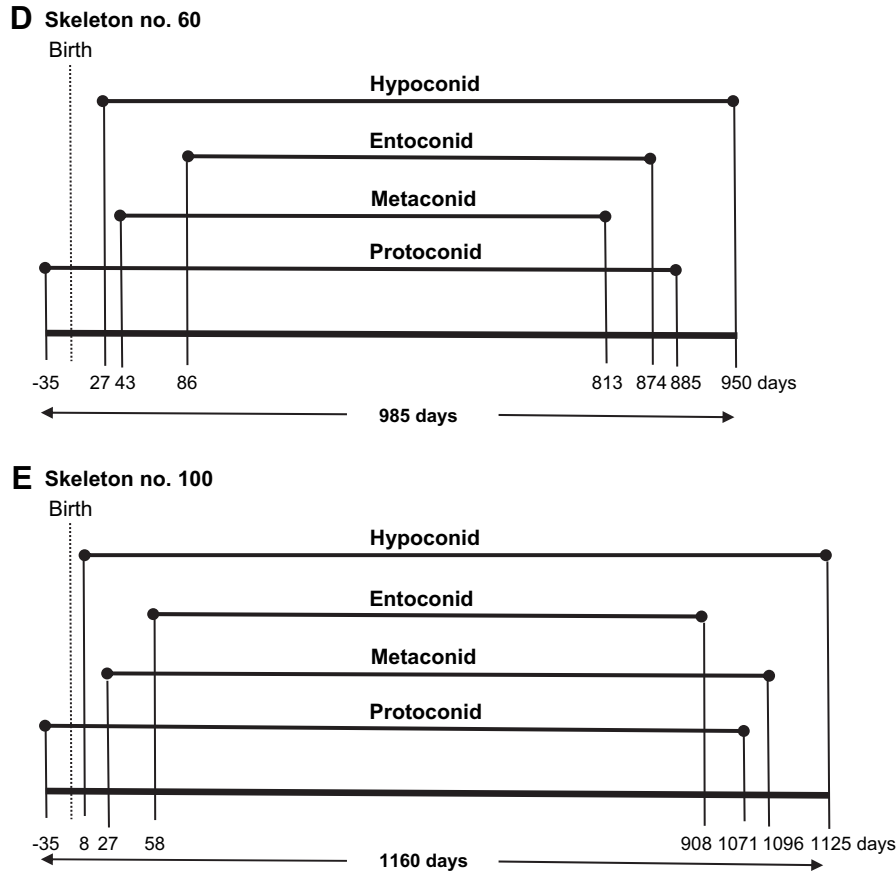 D Skeleton no. 60
Birth
Hypoconid
Entoconid
Metaconid
Protoconid
-35 27 43 86 813 874 885 950 days
985 days
E Skeleton no. 100
Birth
Hypoconid
Entoconid
Metaconid
Protoconid
-35 8 27 58 908 1071 1096 1125 days
1160 days